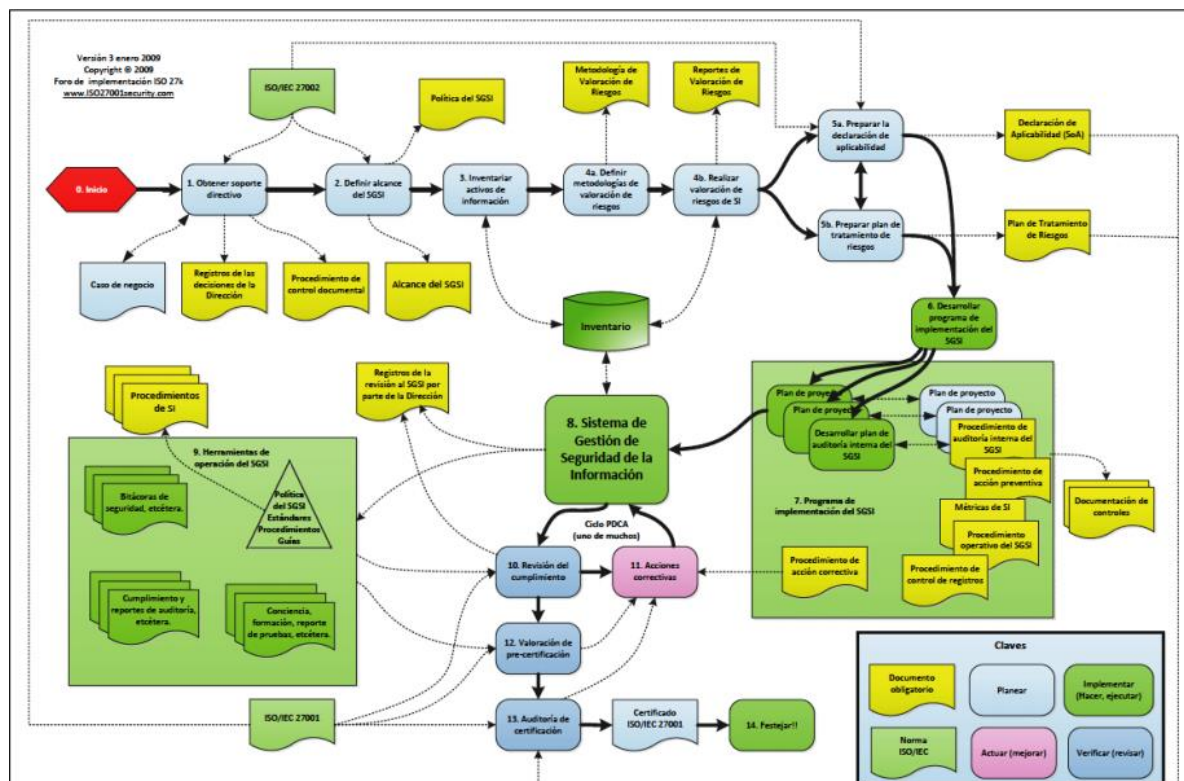 Versión 3 enero 2009
Copyright © 2009
Foro de implementación ISO 27k
www.ISO27001security.com
ISO/IEC 27002
Política del SGSI
Metodología de
Valoración de
Riesgos
Reportes de
Valoración de
Riesgos
5a. Preparar la
declaración de
aplicabilidad
Declaración de
Aplicabilidad (SoA)
0. Inicio
1. Obtener soporte
directivo
2. Definir alcance
del SGSI
3. Inventariar
activos de
información
4a. Definir
metodologías de
valoración de
riesgos
4b. Realizar
valoración de
riesgos de SI
5b. Preparar plan de
tratamiento de
riesgos
Plan de Tratamiento
de Riesgos
Caso de negocio
Registros de las
decisiones de la
Dirección
Procedimiento de
control documental
Alcance del SGSI
Inventario
6. Desarrollar
programa de
implementación del
SGSI
Procedimientos
de SI
Registros de la
revisión al SGSI por
parte de la Dirección
8. Sistema de
Gestión de
Seguridad de la
Información
Plan de proyecto
Plan de proyecto
Desarrollar plan de
auditoría interna del
SGSI
Plan de proyecto
Plan de proyecto
Procedimiento de
auditoría interna del
SGSI
Procedimiento de
acción preventiva
Métricas de SI
Procedimiento
operativo del SGSI
Procedimiento de
control de registros
Documentación de
controles
7. Programa de
implementación del SGSI
Procedimiento de
acción correctiva
9. Herramientas de
operación del SGSI
Bitácoras de
seguridad, etcétera.
Política
del SGSI
Estándares
Procedimientos
Guías
Cumplimiento y
reportes de auditoría,
etcétera.
Conciencia,
formación, reporte
de pruebas, etcétera.
Ciclo PDCA
(uno de muchos)
10. Revisión del
cumplimiento
11. Acciones
correctivas
12. Valoración de
pre-certificación
ISO/IEC 27001
13. Auditoría de
certificación
Certificado
ISO/IEC 27001
14. Festejar!!
Claves
Documento
obligatorio
Planear
Implementar
(Hacer, ejecutar)
Norma
ISO/IEC
Actuar (mejorar)
Verificar (revisar)